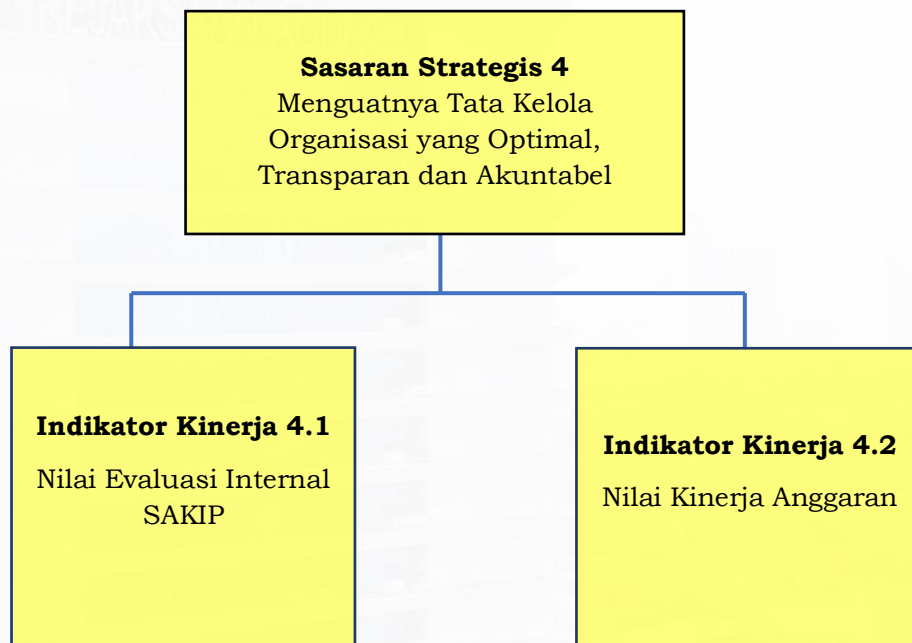 Sasaran Strategis 4
Menguatnya Tata Kelola
Organisasi yang Optimal,
Transparan dan Akuntabel
Indikator Kinerja 4.1
Nilai Evaluasi Internal
SAKIP
Indikator Kinerja 4.2
Nilai Kinerja Anggaran